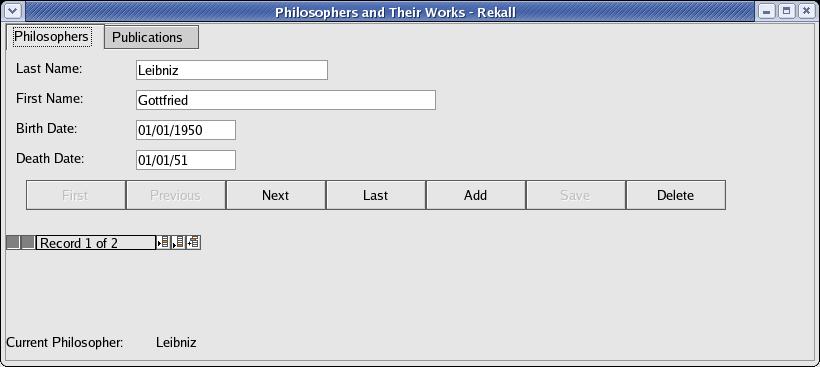 Philosophers and Their Works - Rekall
Philosophers Publications
Last Name: Leibniz
First Name: Gottfried
Birth Date: 01/01/1950
Death Date: 01/01/51
First Previous Next Last Add Save Delete
Record 1 of 2
Current Philosopher: Leibniz